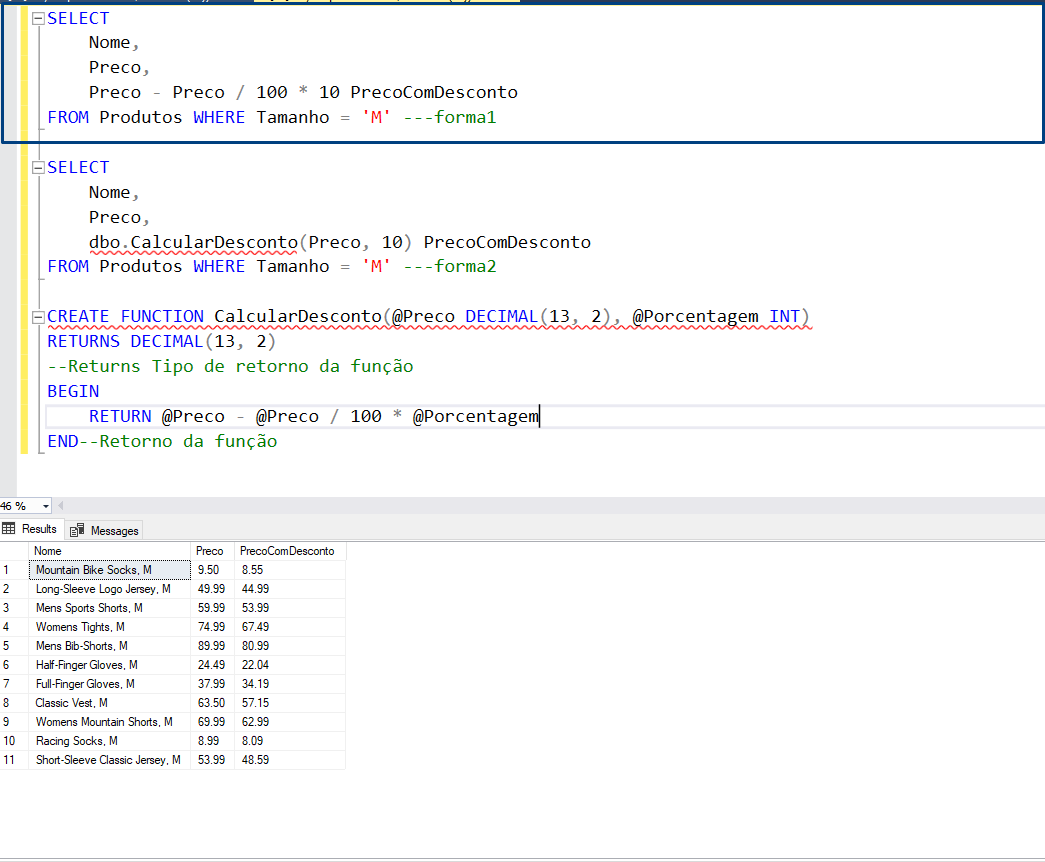 SELECT
Nome,
Preco,
Preco - Preco / 100 * 10 PrecoComDesconto
FROM Produtos WHERE Tamanho = 'M' ---forma1
SELECT
Nome,
Preco,
dbo.CalcularDesconto(Preco, 10) PrecoComDesconto
FROM Produtos WHERE Tamanho = 'M' ---forma2
CREATE FUNCTION CalcularDesconto(@Preco DECIMAL(13, 2), @Porcentagem INT)
RETURNS DECIMAL(13, 2)
--Returns Tipo de retorno da função
BEGIN
RETURN @Preco - @Preco / 100 * @Porcentagem
END--Retorno da função
46 %
Results Messages
Nome Preco PrecoComDesconto
1 Mountain Bike Socks, M 9.50 8.55
2 Long-Sleeve Logo Jersey, M 49.99 44.99
3 Mens Sports Shorts, M 59.99 53.99
4 Womens Tights, M 74.99 67.49
5 Mens Bib-Shorts, M 89.99 80.99
6 Half-Finger Gloves, M 24.49 22.04
7 Full-Finger Gloves, M 37.99 34.19
8 Classic Vest, M 63.50 57.15
9 Womens Mountain Shorts, M 69.99 62.99
10 Racing Socks, M 8.99 8.09
11 Short-Sleeve Classic Jersey, M 53.99 48.59